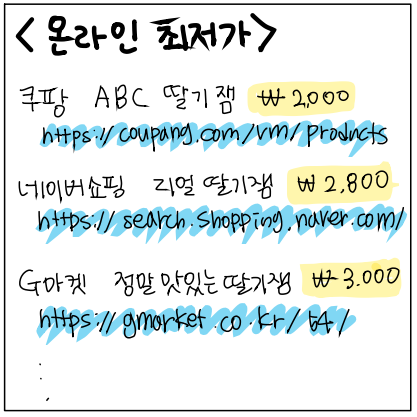 <온라인 최저가>
쿠팡 ABC 딸기잼 ₩2,000
https://coupang.com/vm/products
네이버쇼핑 리얼딸기잼 ₩2,800
https://search.shopping.naver.com/
G마켓 정말맛있는딸기잼 ₩3.000
https://gmarket.co.kr/t4/